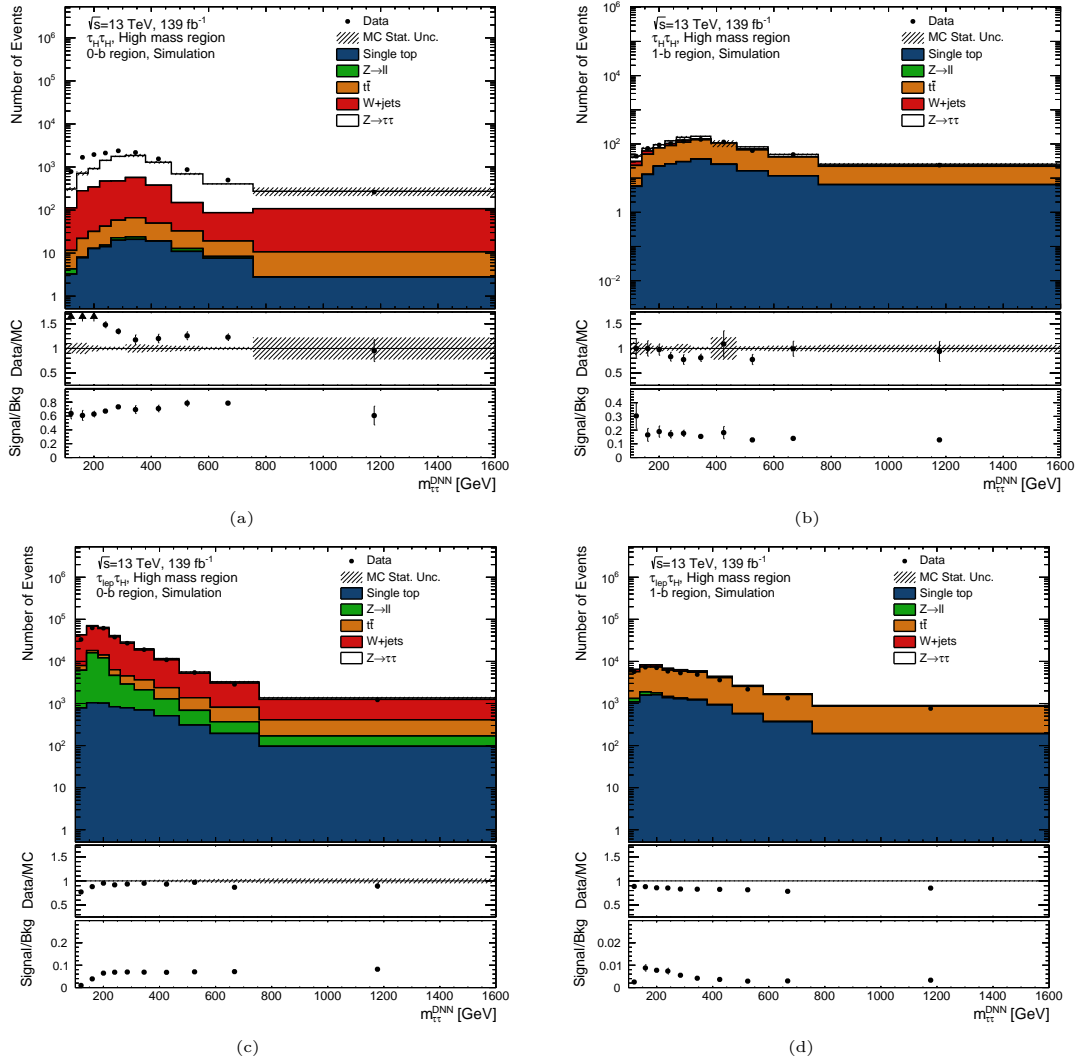 Number of Events
10⁶
10⁵
10⁴
10³
10²
10
1
√s=13 TeV, 139 fb⁻¹
τ_Hτ_H, High mass region
0-b region, Simulation
Data
MC Stat. Unc.
Single top
Z→ll
tt̄
W+jets
Z→ττ
Data/MC
1.5
1
0.5
Signal/Bkg
0.8
0.6
0.4
0.2
0
200 400 600 800 1000 1200 1400 1600
m_ττ^DNN [GeV]
(a)
Number of Events
10⁶
10⁴
10²
1
10⁻²
√s=13 TeV, 139 fb⁻¹
τ_Hτ_H, High mass region
1-b region, Simulation
Data
MC Stat. Unc.
Single top
Z→ll
tt̄
W+jets
Z→ττ
Data/MC
1.5
1
0.5
Signal/Bkg
0.4
0.3
0.2
0.1
0
200 400 600 800 1000 1200 1400 1600
m_ττ^DNN [GeV]
(b)
Number of Events
10⁶
10⁵
10⁴
10³
10²
10
1
√s=13 TeV, 139 fb⁻¹
τ_lepτ_H, High mass region
0-b region, Simulation
Data
MC Stat. Unc.
Single top
Z→ll
tt̄
W+jets
Z→ττ
Data/MC
1.5
1
0.5
Signal/Bkg
0.2
0.1
0
200 400 600 800 1000 1200 1400 1600
m_ττ^DNN [GeV]
(c)
Number of Events
10⁶
10⁵
10⁴
10³
10²
10
1
√s=13 TeV, 139 fb⁻¹
τ_lepτ_H, High mass region
1-b region, Simulation
Data
MC Stat. Unc.
Single top
Z→ll
tt̄
W+jets
Z→ττ
Data/MC
1.5
1
0.5
Signal/Bkg
0.02
0.01
0
200 400 600 800 1000 1200 1400 1600
m_ττ^DNN [GeV]
(d)